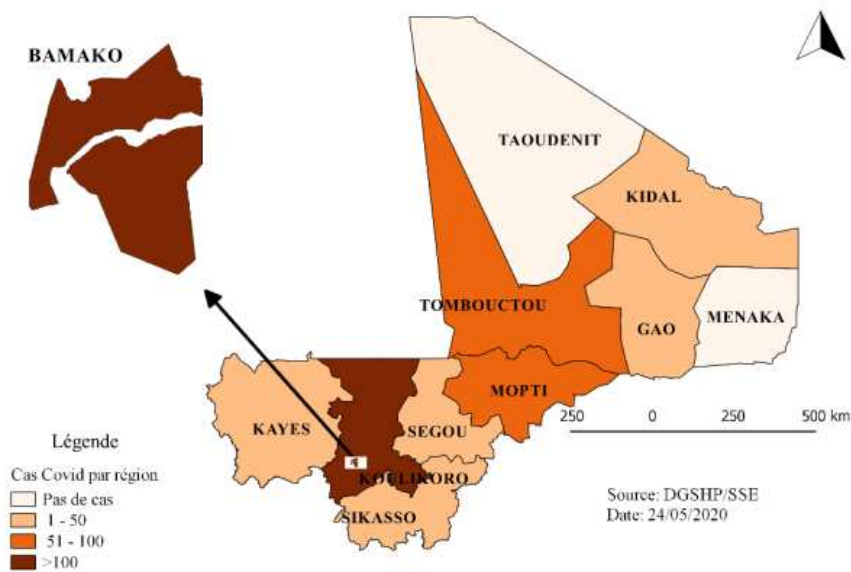 BAMAKO
TAOUDENIT
KIDAL
TOMBOUCTOU
GAO
MENAKA
MOPTI
KAYES
SEGOU
KOULIKORO
SIKASSO
250 0 250 500 km
Légende
Cas Covid par région
Pas de cas
1 - 50
51 - 100
>100
Source: DGSHP/SSE
Date: 24/05/2020